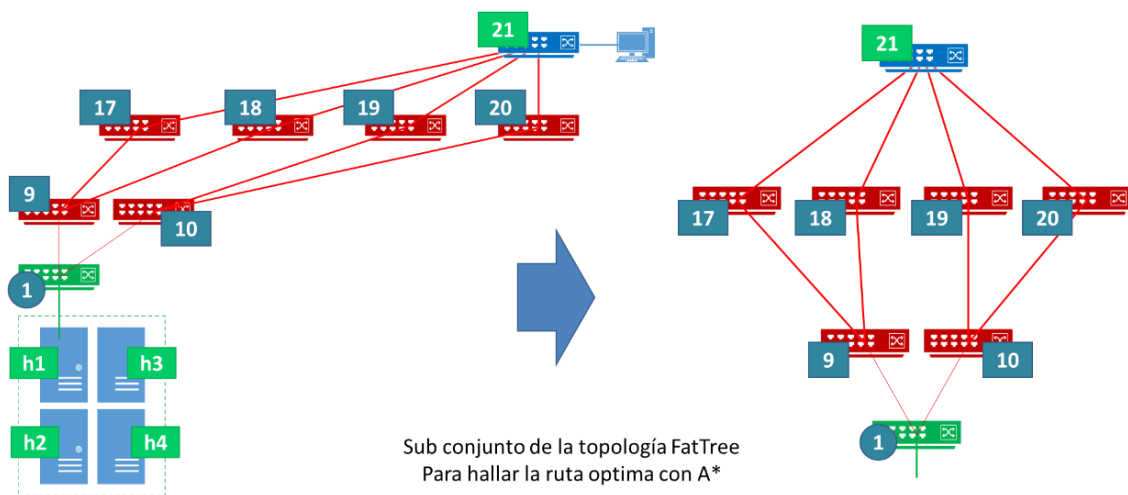 21
17
18
19
20
9
10
1
h1
h3
h2
h4
21
17
18
19
20
9
10
1
Sub conjunto de la topología FatTree
Para hallar la ruta optima con A*